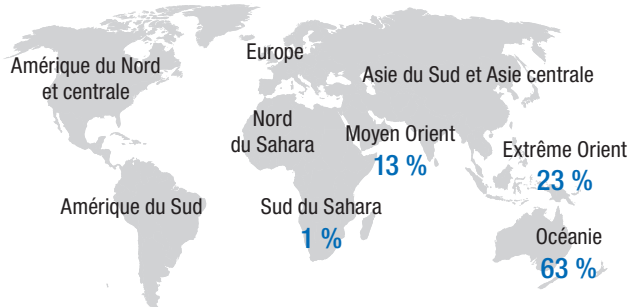 Amérique du Nord
et centrale
Europe
Asie du Sud et Asie centrale
Nord
du Sahara
Moyen Orient
13 %
Extrême Orient
23 %
Amérique du Sud
Sud du Sahara
1 %
Océanie
63 %